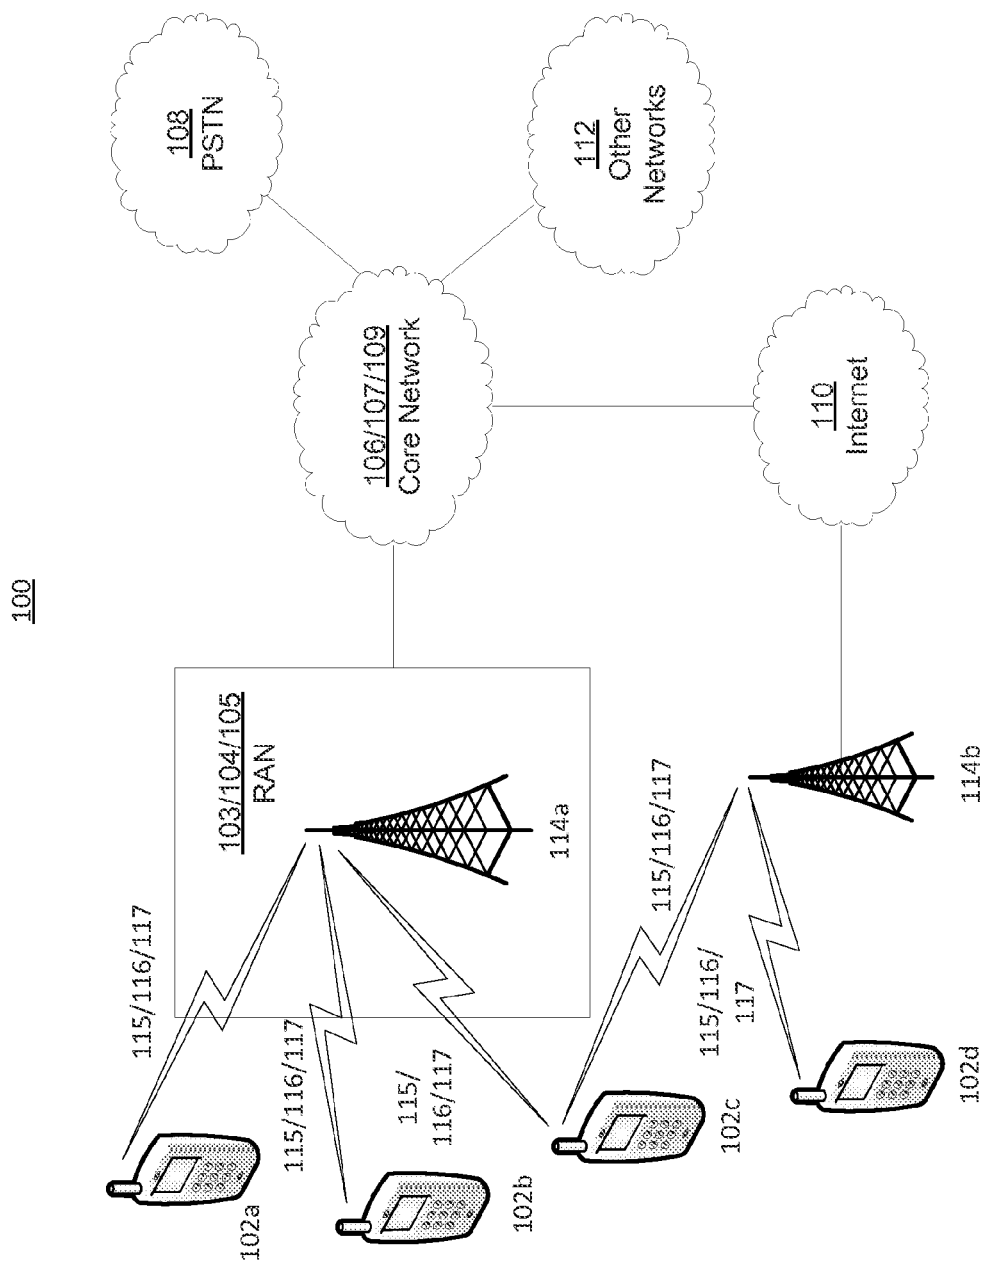 100
108
PSTN
106/107/109
Core Network
112
Other
Networks
110
Internet
103/104/105
RAN
114a
114b
115/116/117
115/116/117
115/
116/117
115/116/117
115/116/
117
102a
102b
102c
102d